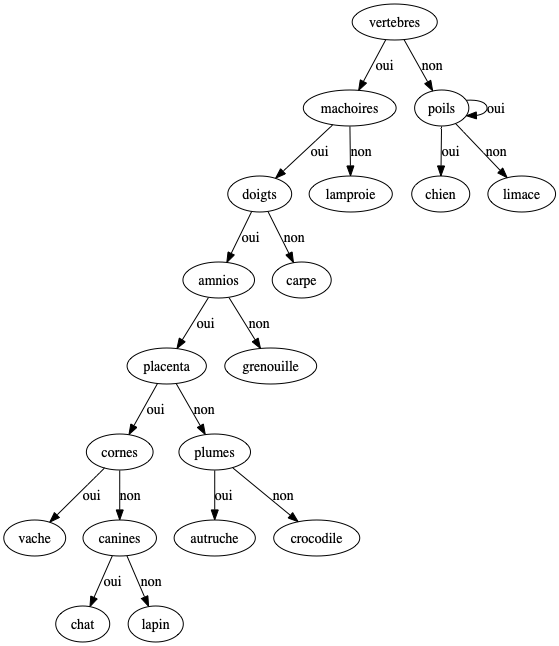 vertebres
oui non
machoires poils oui
oui non oui non
doigts lamproie chien limace
oui non
amnios carpe
oui non
placenta grenouille
oui non
cornes plumes
oui non oui non
vache canines autruche crocodile
oui non
chat lapin